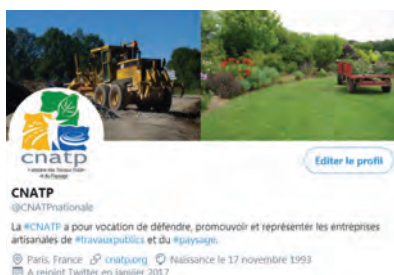 cnatp
Éditer le profil
CNATP
@CNATPnationale
La #CNATP a pour vocation de défendre, promouvoir et représenter les entreprises
artisanales de #travauxpublics et du #paysage.
Paris, France cnatp.org Naissance le 17 novembre 1993
A rejoint Twitter en janvier 2017